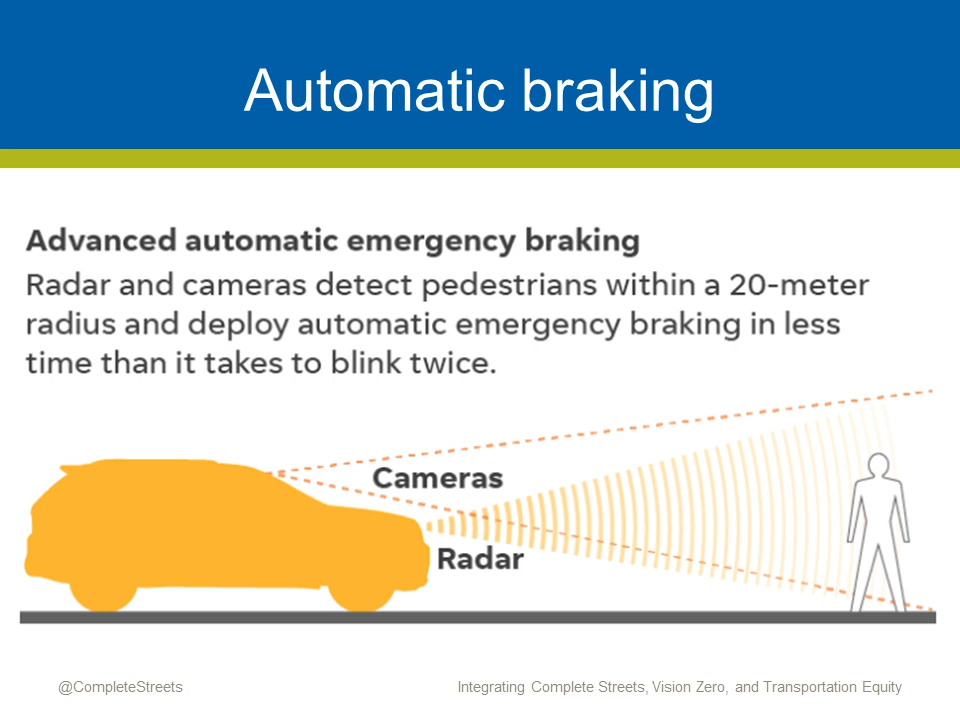 Automatic braking
Advanced automatic emergency braking
Radar and cameras detect pedestrians within a 20-meter
radius and deploy automatic emergency braking in less
time than it takes to blink twice.
Cameras
Radar
@CompleteStreets
Integrating Complete Streets, Vision Zero, and Transportation Equity